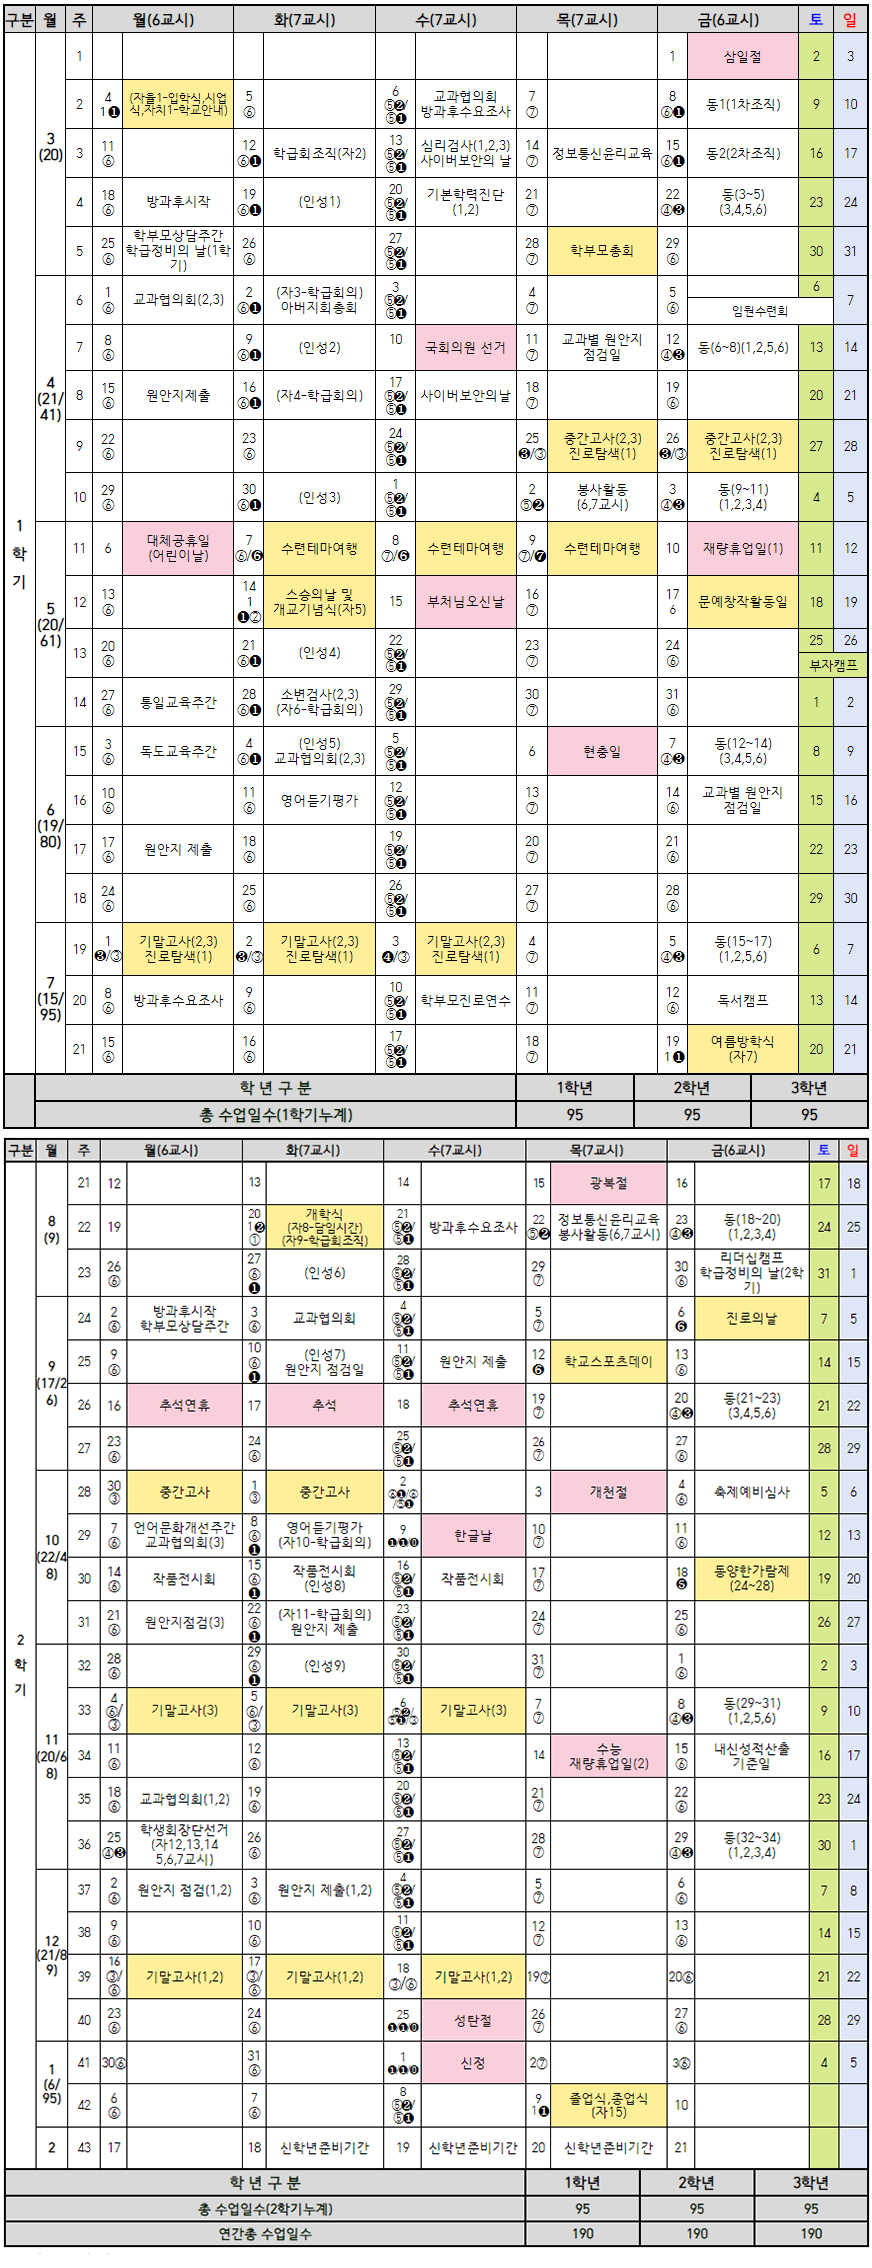 구분 월 주 월(6교시) 화(7교시) 수(7교시) 목(7교시) 금(6교시) 토 일
1 학 기
3 (20)
1 1 삼일절 2 3
2 4 1❶ (자율1-입학식,시업식,자치1-학교안내) 5 ⑥ 6 ⑤❷/⑤❶ 교과협의회 방과후수요조사 7 ⑦ 8 ⑥❶ 동1(1차조직) 9 10
3 11 ⑥ 12 ⑥❶ 학급회조직(자2) 13 ⑤❷/⑤❶ 심리검사(1,2,3) 사이버보안의 날 14 ⑦ 정보통신윤리교육 15 ⑥❶ 동2(2차조직) 16 17
4 18 ⑥ 방과후시작 19 ⑥❶ (인성1) 20 ⑤❷/⑤❶ 기본학력진단 (1,2) 21 ⑦ 22 ④❸ 동(3~5) (3,4,5,6) 23 24
5 25 ⑥ 학부모상담주간 학급정비의 날(1학기) 26 ⑥ 27 ⑤❷/⑤❶ 28 ⑦ 학부모총회 29 ⑥ 30 31
4 (21/41)
6 1 ⑥ 교과협의회(2,3) 2 ⑥❶ (자3-학급회의) 아버지회총회 3 ⑤❷/⑤❶ 4 ⑦ 5 ⑥ 임원수련회 6 7
7 8 ⑥ 9 ⑥❶ (인성2) 10 국회의원 선거 11 ⑦ 교과별 원안지 점검일 12 ④❸ 동(6~8)(1,2,5,6) 13 14
8 15 ⑥ 원안지제출 16 ⑥❶ (자4-학급회의) 17 ⑤❷/⑤❶ 사이버보안의날 18 ⑦ 19 ⑥ 20 21
9 22 ⑥ 23 ⑥ 24 ⑤❷/⑤❶ 25 ❸/③ 중간고사(2,3) 진로탐색(1) 26 ❸/③ 중간고사(2,3) 진로탐색(1) 27 28
10 29 ⑥ 30 ⑥❶ (인성3) 1 ⑤❷/⑤❶ 2 ⑤❷ 봉사활동 (6,7교시) 3 ④❸ 동(9~11) (1,2,3,4) 4 5
5 (20/61)
11 6 대체공휴일 (어린이날) 7 ⑥/❻ 수련테마여행 8 ⑦/❻ 수련테마여행 9 ⑦/❼ 수련테마여행 10 재량휴업일(1) 11 12
12 13 ⑥ 14 1 ❶② 스승의날 및 개교기념식(자5) 15 부처님오신날 16 ⑦ 17 6 문예창작활동일 18 19
13 20 ⑥ 21 ⑥❶ (인성4) 22 ⑤❷/⑤❶ 23 ⑦ 24 ⑥ 25 26 부자캠프
14 27 ⑥ 통일교육주간 28 ⑥❶ 소변검사(2,3) (자6-학급회의) 29 ⑤❷/⑤❶ 30 ⑦ 31 ⑥ 1 2
6 (19/80)
15 3 ⑥ 독도교육주간 4 ⑥❶ (인성5) 교과협의회(2,3) 5 ⑤❷/⑤❶ 6 현충일 7 ④❸ 동(12~14) (3,4,5,6) 8 9
16 10 ⑥ 11 ⑥ 영어듣기평가 12 ⑤❷/⑤❶ 13 ⑦ 14 ⑥ 교과별 원안지 점검일 15 16
17 17 ⑥ 원안지 제출 18 ⑥ 19 ⑤❷/⑤❶ 20 ⑦ 21 ⑥ 22 23
18 24 ⑥ 25 ⑥ 26 ⑤❷/⑤❶ 27 ⑦ 28 ⑥ 29 30
7 (15/95)
19 1 ❸/③ 기말고사(2,3) 진로탐색(1) 2 ❸/③ 기말고사(2,3) 진로탐색(1) 3 ❹/③ 기말고사(2,3) 진로탐색(1) 4 ⑦ 5 ④❸ 동(15~17) (1,2,5,6) 6 7
20 8 ⑥ 방과후수요조사 9 ⑥ 10 ⑤❷/⑤❶ 학부모진로연수 11 ⑦ 12 ⑥ 독서캠프 13 14
21 15 ⑥ 16 ⑥ 17 ⑤❷/⑤❶ 18 ⑦ 19 1❶ 여름방학식 (자7) 20 21
학 년 구 분 1학년 2학년 3학년
총 수업일수(1학기누계) 95 95 95
구분 월 주 월(6교시) 화(7교시) 수(7교시) 목(7교시) 금(6교시) 토 일
2 학 기
8 (9)
21 12 13 14 15 광복절 16 17 18
22 19 20 1❷ ① 개학식 (자8-담임시간) (자9-학급회조직) 21 ⑤❷/⑤❶ 방과후수요조사 22 ⑤❷ 정보통신윤리교육 봉사활동(6,7교시) 23 ④❸ 동(18~20) (1,2,3,4) 24 25
23 26 ⑥ 27 ⑥ ❶ (인성6) 28 ⑤❷/⑤❶ 29 ⑦ 30 ⑥ 리더십캠프 학급정비의 날(2학기) 31 1
9 (17/26)
24 2 ⑥ 방과후시작 학부모상담주간 3 ⑥ 교과협의회 4 ⑤❷/⑤❶ 5 ⑦ 6 ❻ 진로의날 7 5
25 9 ⑥ 10 ⑥ ❶ (인성7) 원안지 점검일 11 ⑤❷/⑤❶ 원안지 제출 12 ❻ 학교스포츠데이 13 ⑥ 14 15
26 16 추석연휴 17 추석 18 추석연휴 19 ⑦ 20 ④❸ 동(21~23) (3,4,5,6) 21 22
27 23 ⑥ 24 ⑥ 25 ⑤❷/⑤❶ 26 ⑦ 27 ⑥ 28 29
10 (22/48)
28 30 ③ 중간고사 1 ③ 중간고사 2 3 개천절 4 ⑥ 축제예비심사 5 6
29 7 ⑥ 언어문화개선주간 교과협의회(3) 8 ⑥ ❶ 영어듣기평가 (자10-학급회의) 9 한글날 10 ⑦ 11 ⑥ 12 13
30 14 ⑥ 작품전시회 15 ⑥ ❶ 작품전시회 (인성8) 16 ⑤❷/⑤❶ 작품전시회 17 ⑦ 18 ❺ 동양한가람제 (24~28) 19 20
31 21 ⑥ 원안지점검(3) 22 ⑥ ❶ (자11-학급회의) 원안지 제출 23 ⑤❷/⑤❶ 24 ⑦ 25 ⑥ 26 27
11 (20/68)
32 28 ⑥ 29 ⑥ ❶ (인성9) 30 ⑤❷/⑤❶ 31 ⑦ 1 ⑥ 2 3
33 4 ⑥/③ 기말고사(3) 5 ⑥/③ 기말고사(3) 6 기말고사(3) 7 ⑦ 8 ④❸ 동(29~31) (1,2,5,6) 9 10
34 11 ⑥ 12 ⑥ 13 ⑤❷/⑤❶ 14 수능 재량휴업일(2) 15 ⑥ 내신성적산출 기준일 16 17
35 18 ⑥ 교과협의회(1,2) 19 ⑥ 20 ⑤❷/⑤❶ 21 ⑦ 22 ⑥ 23 24
36 25 ④❸ 학생회장단선거 (자12,13,14 5,6,7교시) 26 ⑥ 27 ⑤❷/⑤❶ 28 ⑦ 29 ④❸ 동(32~34) (1,2,3,4) 30 1
12 (21/89)
37 2 ⑥ 원안지 점검(1,2) 3 ⑥ 원안지 제출(1,2) 4 ⑤❷/⑤❶ 5 ⑦ 6 ⑥ 7 8
38 9 ⑥ 10 ⑥ 11 ⑤❷/⑤❶ 12 ⑦ 13 ⑥ 14 15
39 16 ③/⑥ 기말고사(1,2) 17 ③/⑥ 기말고사(1,2) 18 ③/⑥ 기말고사(1,2) 19⑦ 20⑥ 21 22
40 23 ⑥ 24 ⑥ 25 성탄절 26 ⑦ 27 ⑥ 28 29
1 (6/95)
41 30⑥ 31 ⑥ 1 신정 2⑦ 3⑥ 4 5
42 6 ⑥ 7 ⑥ 8 ⑤❷/⑤❶ 9 1❶ 졸업식,종업식 (자15) 10
2 43 17 18 신학년준비기간 19 신학년준비기간 20 신학년준비기간 21
학 년 구 분 1학년 2학년 3학년
총 수업일수(2학기누계) 95 95 95
연간총 수업일수 190 190 190